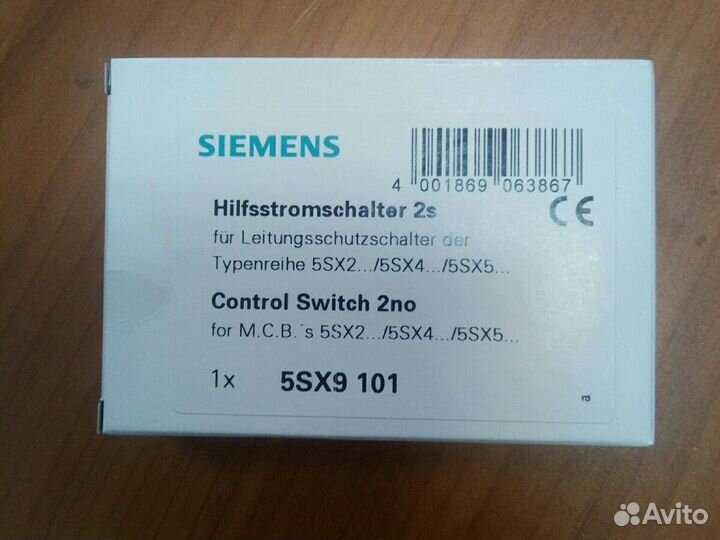 SIEMENS
4 001869 063867
Hilfsstromschalter 2s
CE
für Leitungsschutzschalter der
Typenreihe 5SX2.../5SX4.../5SX5...
Control Switch 2no
for M.C.B.´s 5SX2.../5SX4.../5SX5...
1x 5SX9 101
a
Avito